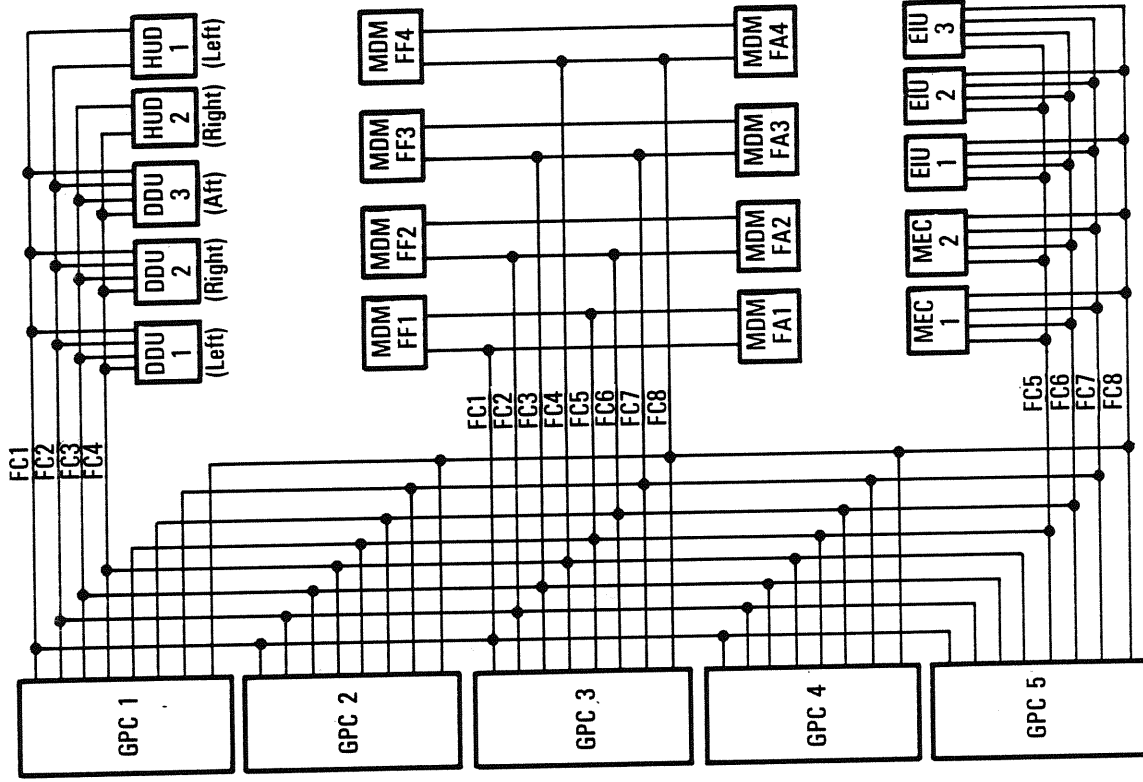 HUD
1
(Left)
HUD
2
(Right)
DDU
3
(Aft)
DDU
2
(Right)
DDU
1
(Left)
MDM
FF4
MDM
FF3
MDM
FF2
MDM
FF1
MDM
FA4
MDM
FA3
MDM
FA2
MDM
FA1
EIU
3
EIU
2
EIU
1
MEC
2
MEC
1
FC1
FC2
FC3
FC4
FC1
FC2
FC3
FC4
FC5
FC6
FC7
FC8
FC5
FC6
FC7
FC8
GPC 1
GPC 2
GPC 3
GPC 4
GPC 5